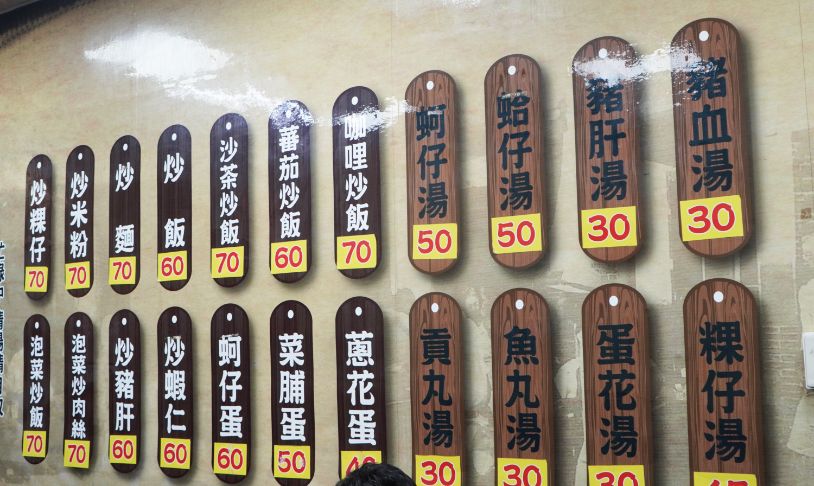 炒粿仔 70
炒米粉 70
炒麵 70
炒飯 60
沙茶炒飯 70
蕃茄炒飯 60
咖哩炒飯 70
蚵仔湯 50
蛤仔湯 50
豬肝湯 30
豬血湯 30
泡菜炒飯 70
泡菜炒肉絲 70
炒豬肝 60
炒蝦仁 60
蚵仔蛋 60
菜脯蛋 50
蔥花蛋
貢丸湯 30
魚丸湯 30
蛋花湯 30
粿仔湯